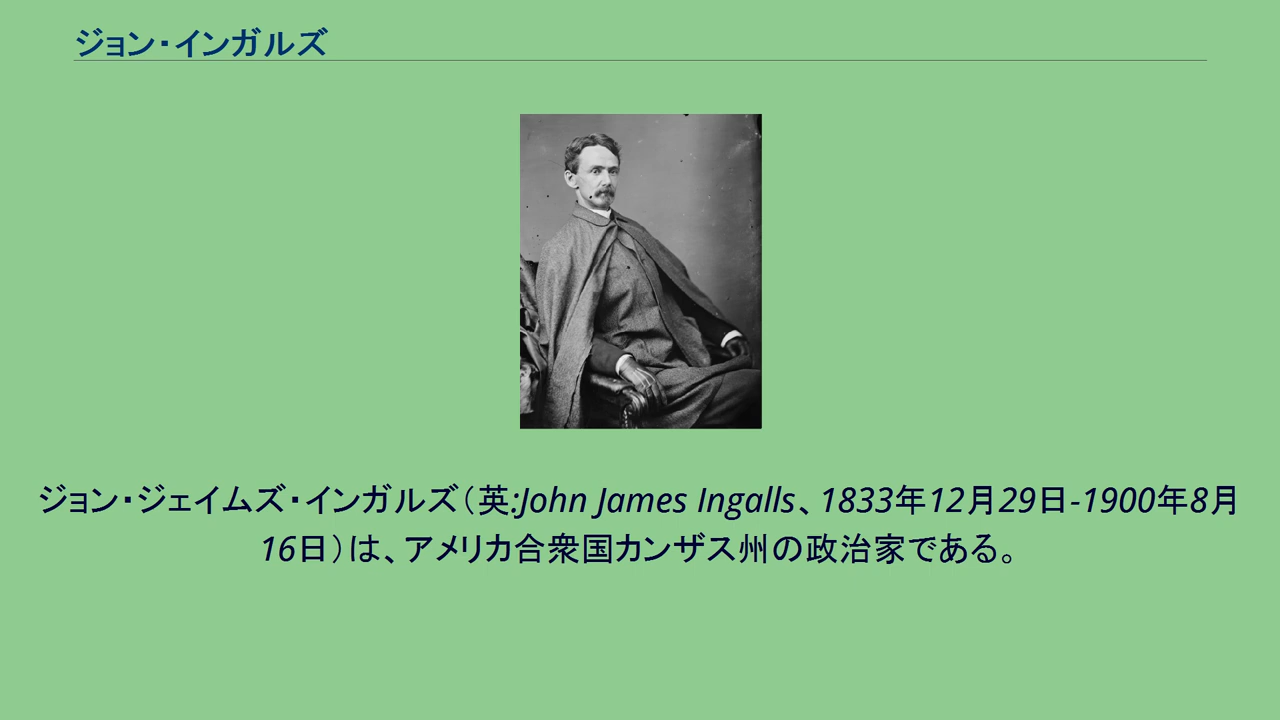 ジョン・インガルズ
ジョン・ジェイムズ・インガルズ（英:John James Ingalls、1833年12月29日-1900年8月
16日）は、アメリカ合衆国カンザス州の政治家である。